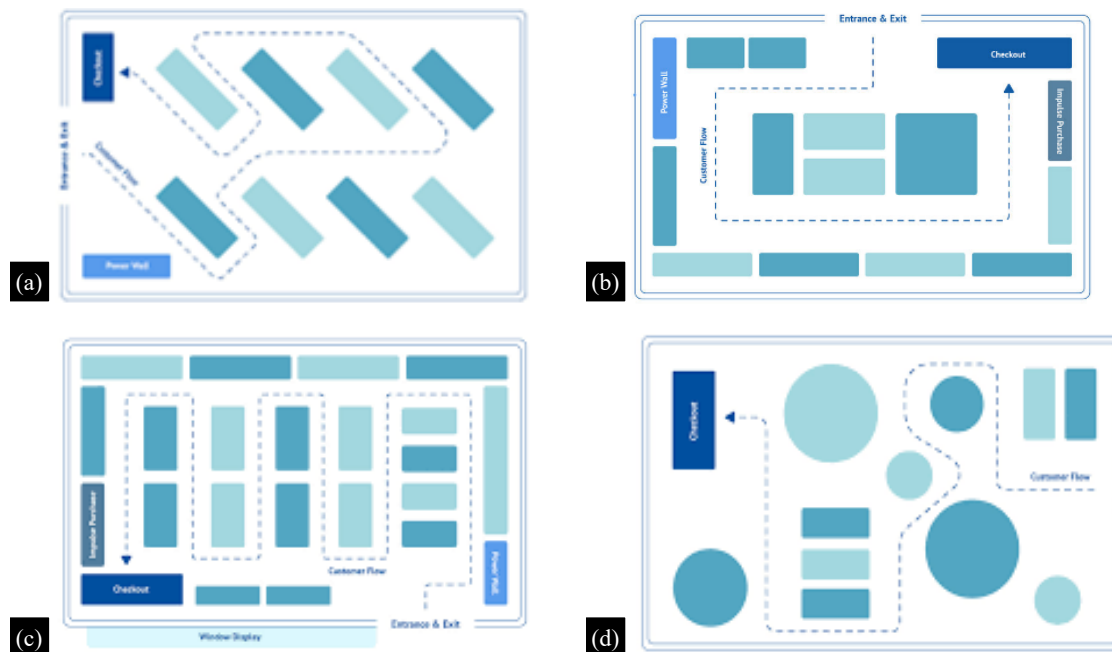 Checkout
Entrance & Exit
Customer Flow
Power Wall
(a)
Entrance & Exit
Power Wall
Checkout
Impulse Purchase
Customer Flow
(b)
Impulse Purchase
Checkout
Customer Flow
Power Wall
Entrance & Exit
Window Display
(c)
Checkout
Customer Flow
(d)